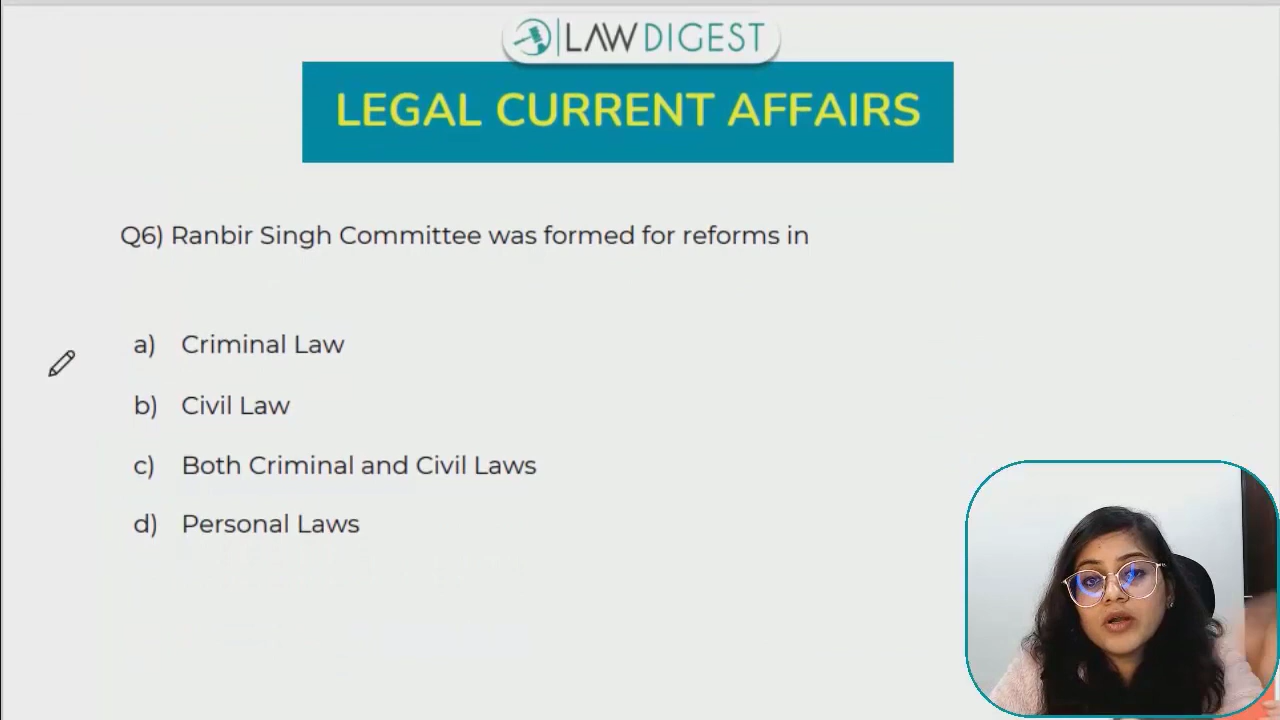 LAW DIGEST
LEGAL CURRENT AFFAIRS
Q6) Ranbir Singh Committee was formed for reforms in
a) Criminal Law
b) Civil Law
c) Both Criminal and Civil Laws
d) Personal Laws